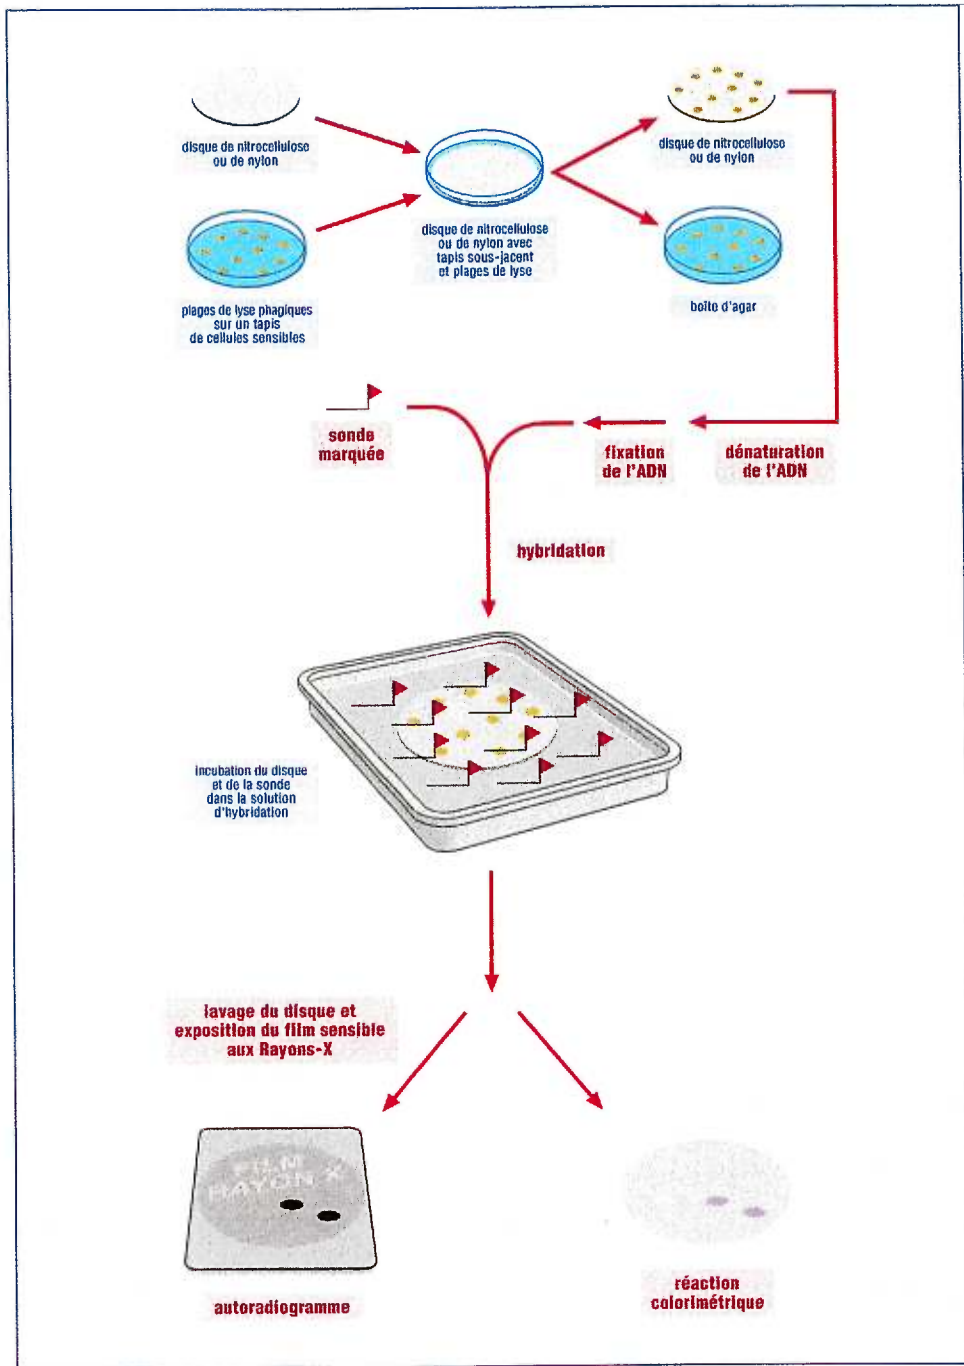 disque de nitrocellulose
ou de nylon
disque de nitrocellulose
ou de nylon
disque de nitrocellulose
ou de nylon avec
tapis sous-jacent
et plages de lyse
plages de lyse phagiques
sur un tapis
de cellules sensibles
boîte d'agar
sonde
marquée
fixation
de l'ADN
dénaturation
de l'ADN
hybridation
incubation du disque
et de la sonde
dans la solution
d'hybridation
lavage du disque et
exposition du film sensible
aux Rayons-X
FILM
RAYON X
autoradiogramme
réaction
colorimétrique